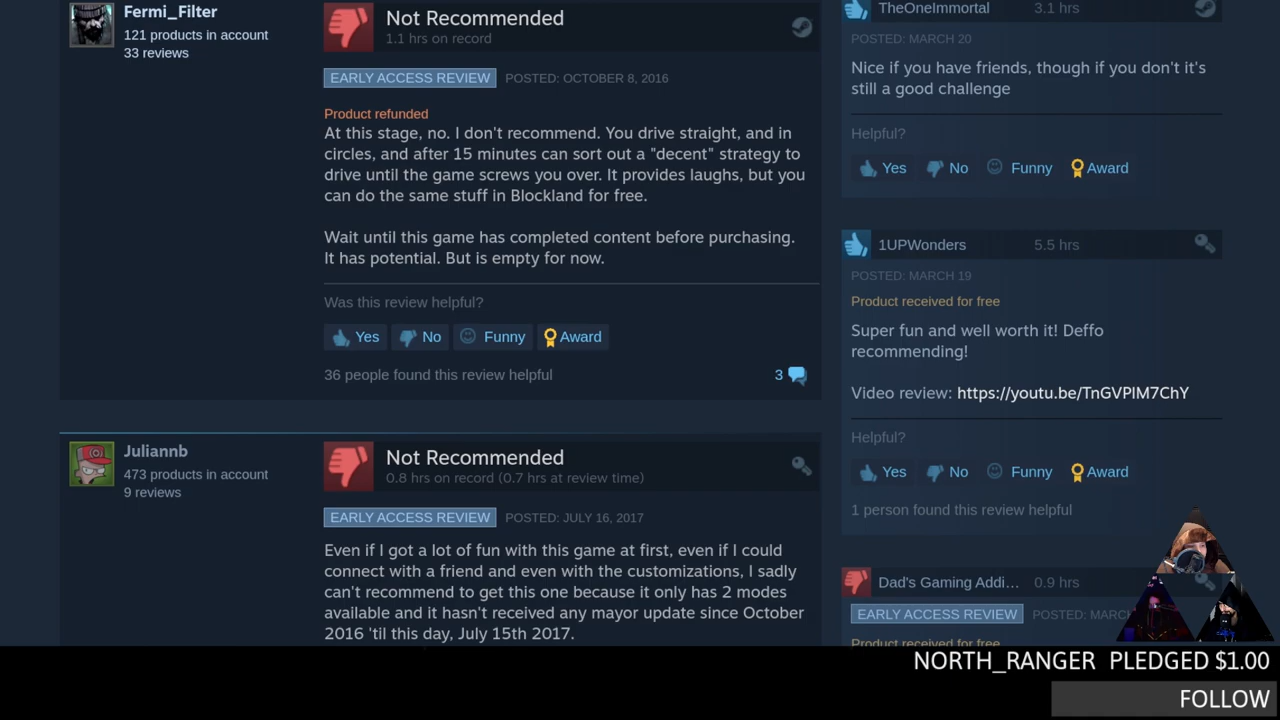 Fermi_Filter
121 products in account
33 reviews
Not Recommended
1.1 hrs on record
EARLY ACCESS REVIEW POSTED: OCTOBER 8, 2016
Product refunded
At this stage, no. I don't recommend. You drive straight, and in
circles, and after 15 minutes can sort out a "decent" strategy to
drive until the game screws you over. It provides laughs, but you
can do the same stuff in Blockland for free.
Wait until this game has completed content before purchasing.
It has potential. But is empty for now.
Was this review helpful?
Yes No Funny Award
36 people found this review helpful
3
Juliannb
473 products in account
9 reviews
Not Recommended
0.8 hrs on record (0.7 hrs at review time)
EARLY ACCESS REVIEW POSTED: JULY 16, 2017
Even if I got a lot of fun with this game at first, even if I could
connect with a friend and even with the customizations, I sadly
can't recommend to get this one because it only has 2 modes
available and it hasn't received any mayor update since October
2016 'til this day, July 15th 2017.
TheOneImmortal 3.1 hrs
POSTED: MARCH 20
Nice if you have friends, though if you don't it's
still a good challenge
Helpful?
Yes No Funny Award
1UPWonders 5.5 hrs
POSTED: MARCH 19
Product received for free
Super fun and well worth it! Deffo
recommending!
Video review: https://youtu.be/TnGVPlM7ChY
Helpful?
Yes No Funny Award
1 person found this review helpful
Dad's Gaming Addi... 0.9 hrs
EARLY ACCESS REVIEW POSTED: MARCH
Product received for free
NORTH_RANGER PLEDGED $1.00
FOLLOW